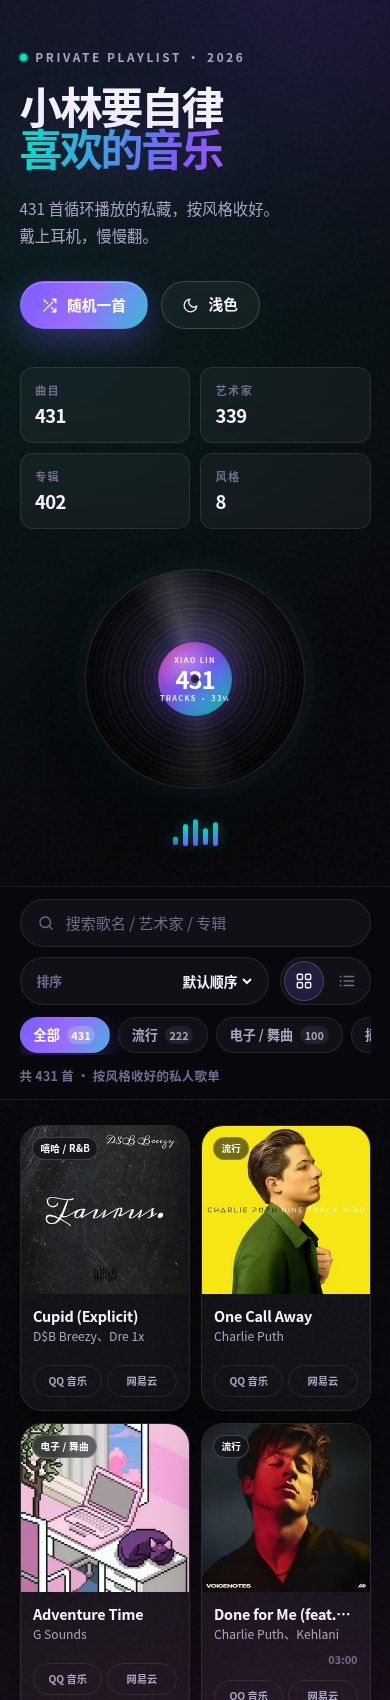 PRIVATE PLAYLIST · 2026
小林要自律
喜欢的音乐
431 首循环播放的私藏，按风格收好。
戴上耳机，慢慢翻。
随机一首
浅色
曲目
艺术家
431
339
专辑
风格
402
8
XIAO LIN
431
TRACKS · 33⅓
搜索歌名 / 艺术家 / 专辑
排序
默认顺序
全部 431
流行 222
电子 / 舞曲 100
共 431 首 · 按风格收好的私人歌单
嘻哈 / R&B
D$B Breezy
Taurus.
流行
CHARLIE PUTH NINE TRACK MIND
Cupid (Explicit)
D$B Breezy、Dre 1x
QQ 音乐
网易云
One Call Away
Charlie Puth
QQ 音乐
网易云
电子 / 舞曲
流行
VOICENOTES
Adventure Time
G Sounds
QQ 音乐
网易云
Done for Me (feat.···
Charlie Puth、Kehlani
03:00
QQ 音乐
网易云